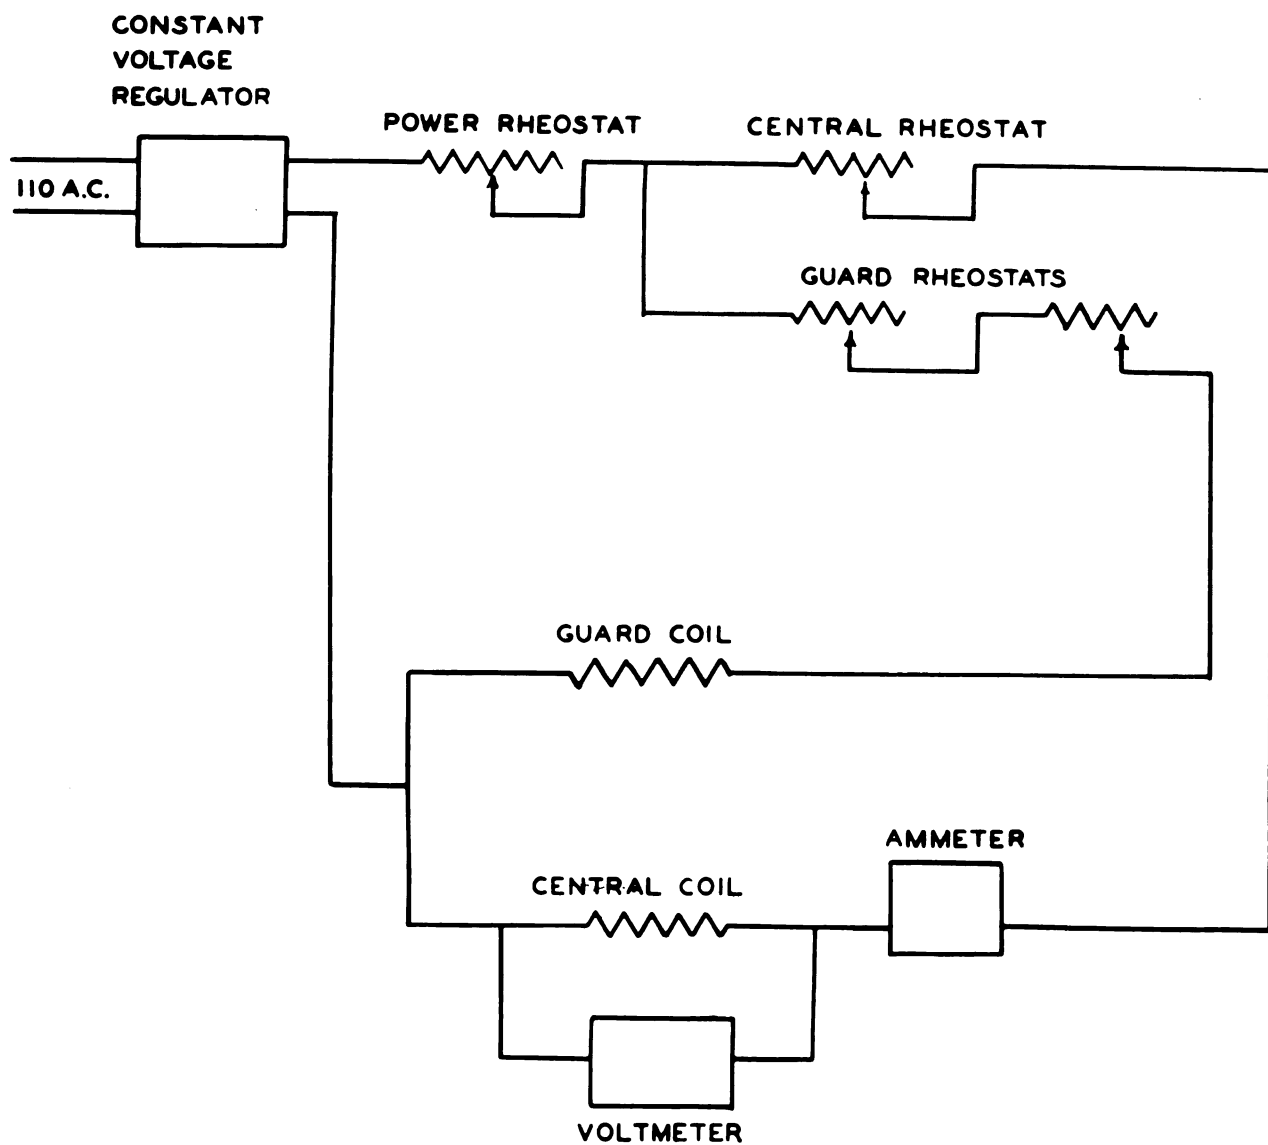 CONSTANT
VOLTAGE
REGULATOR
POWER RHEOSTAT
CENTRAL RHEOSTAT
110 A.C.
GUARD RHEOSTATS
GUARD COIL
AMMETER
CENTRAL COIL
VOLTMETER